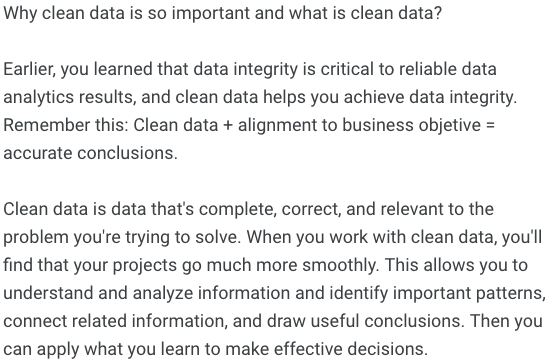 Why clean data is so important and what is clean data?
Earlier, you learned that data integrity is critical to reliable data
analytics results, and clean data helps you achieve data integrity.
Remember this: Clean data + alignment to business objetive =
accurate conclusions.
Clean data is data that's complete, correct, and relevant to the
problem you're trying to solve. When you work with clean data, you'll
find that your projects go much more smoothly. This allows you to
understand and analyze information and identify important patterns,
connect related information, and draw useful conclusions. Then you
can apply what you learn to make effective decisions.